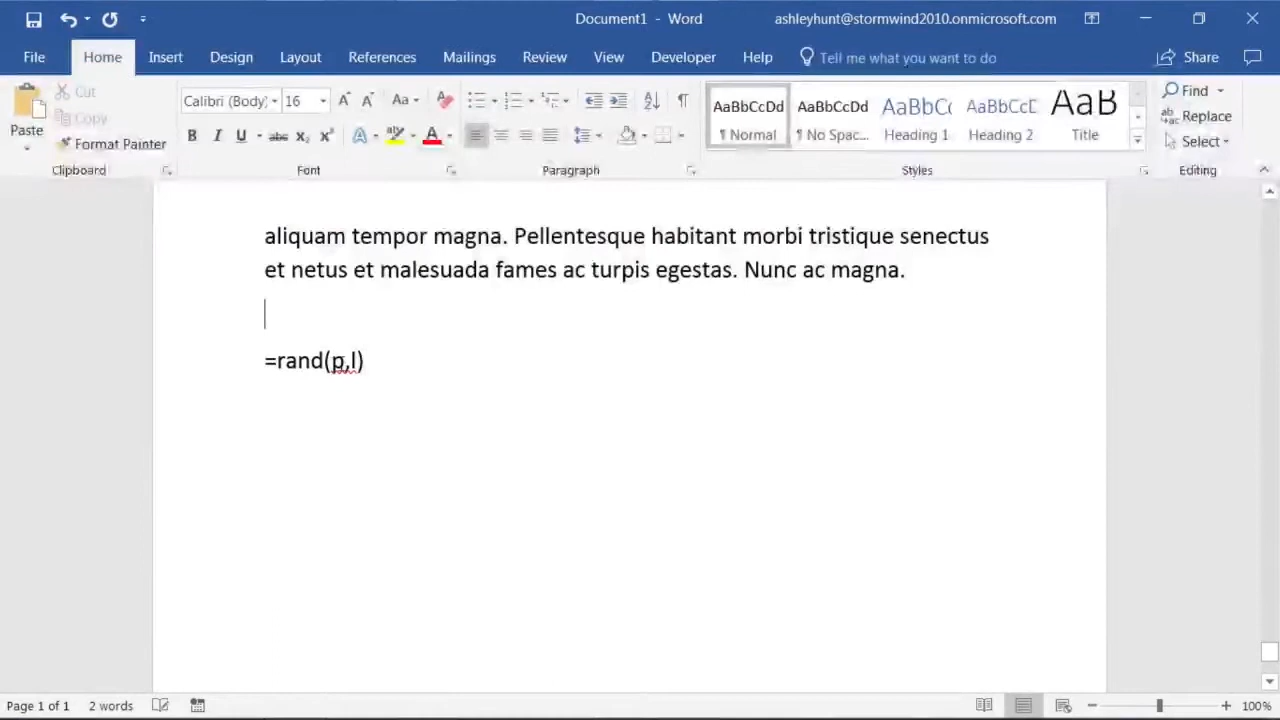 Document1 - Word
ashleyhunt@stormwind2010.onmicrosoft.com
File Home Insert Design Layout References Mailings Review View Developer Help Tell me what you want to do Share
Paste
Cut
Copy
Format Painter
Clipboard
Calibri (Body) 16
Font
Paragraph
AaBbCcDd AaBbCcDd AaBbC( AaBbCcE AaB
¶ Normal ¶ No Spac... Heading 1 Heading 2 Title
Styles
Find
Replace
Select
Editing
aliquam tempor magna. Pellentesque habitant morbi tristique senectus
et netus et malesuada fames ac turpis egestas. Nunc ac magna.
=rand(p,l)
Page 1 of 1 2 words 100%